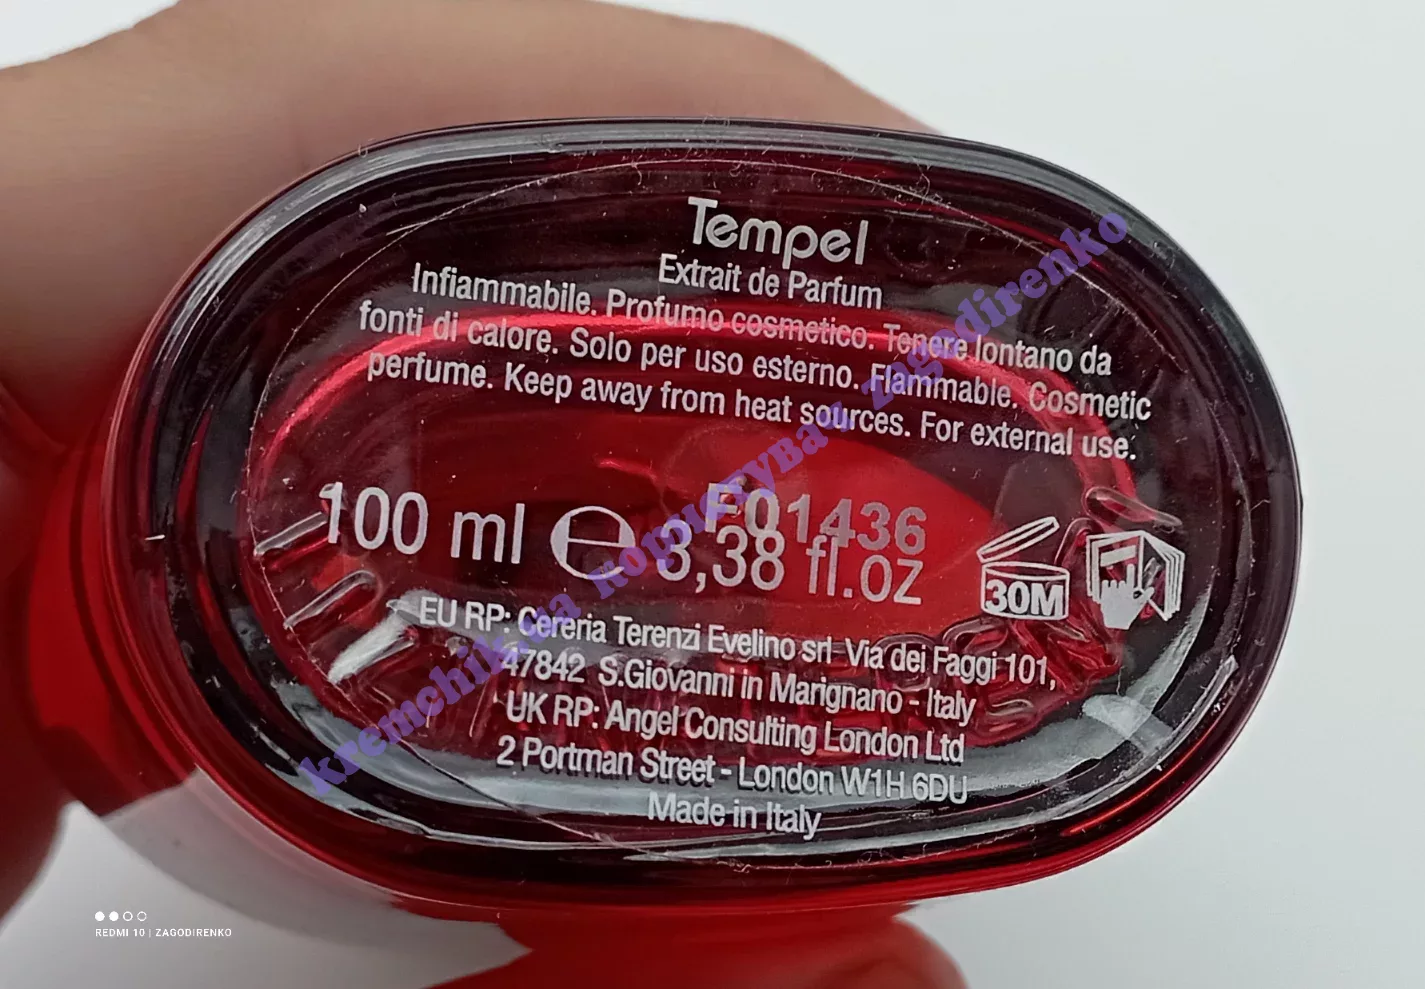 Tempel
Extrait de Parfum
Infiammabile. Profumo cosmetico. Tenere lontano da
fonti di calore. Solo per uso esterno. Flammable. Cosmetic
perfume. Keep away from heat sources. For external use.
F01436
100 ml ℮ 3,38 fl.oz
30M
EU RP: Cereria Terenzi Evelino srl Via dei Faggi 101,
47842 S.Giovanni in Marignano - Italy
UK RP: Angel Consulting London Ltd
2 Portman Street - London W1H 6DU
Made in Italy
kremchik.ua користувач Zagodirenko
REDMI 10 | ZAGODIRENKO